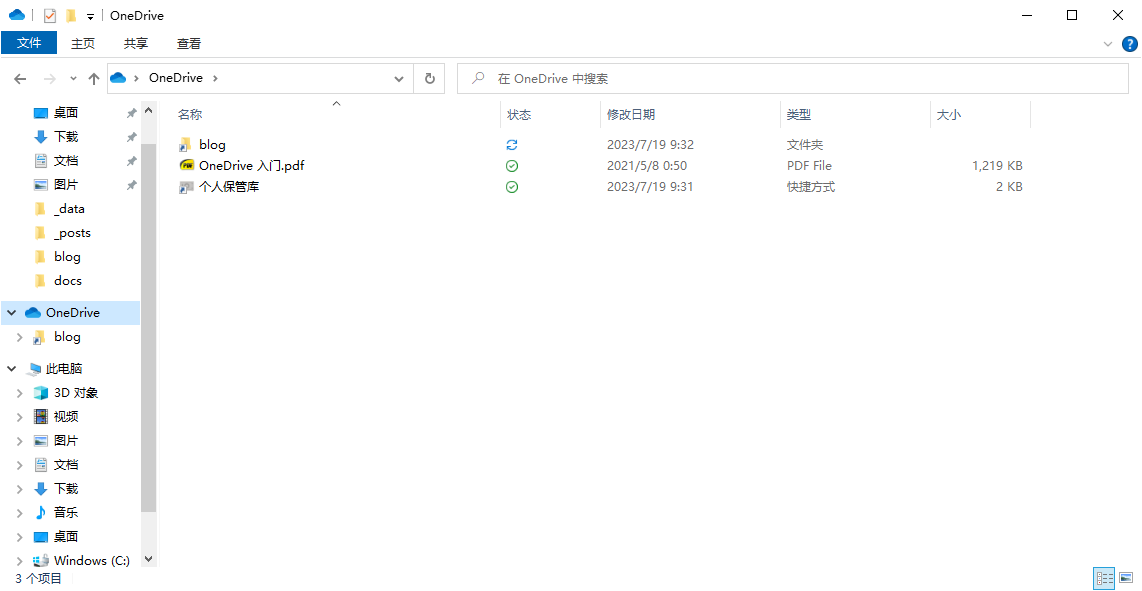 OneDrive
文件 主页 共享 查看
OneDrive 在 OneDrive 中搜索
名称 状态 修改日期 类型 大小
blog 2023/7/19 9:32 文件夹
OneDrive 入门.pdf 2021/5/8 0:50 PDF File 1,219 KB
个人保管库 2023/7/19 9:31 快捷方式 2 KB
桌面
下载
文档
图片
_data
_posts
blog
docs
OneDrive
blog
此电脑
3D 对象
视频
图片
文档
下载
音乐
桌面
Windows (C:)
3 个项目